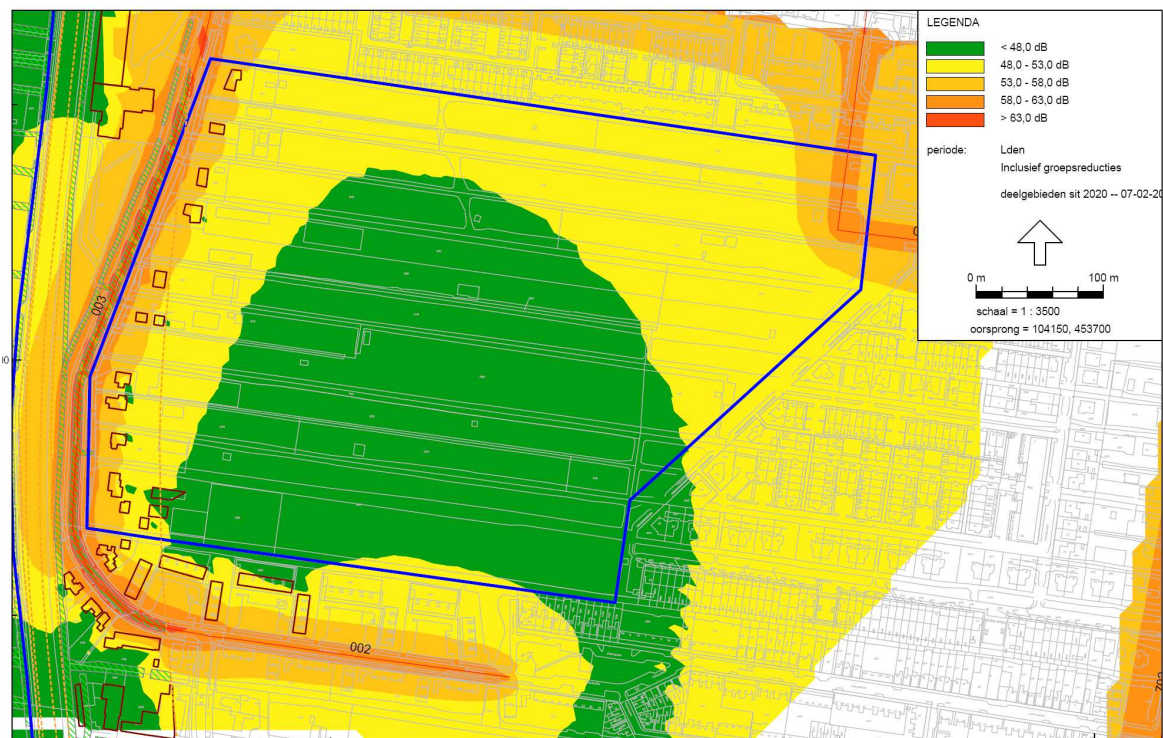 LEGENDA
< 48,0 dB
48,0 - 53,0 dB
53,0 - 58,0 dB
58,0 - 63,0 dB
> 63,0 dB
periode:
Lden
Inclusief groepsreducties
deelgebieden sit 2020 -- 07-02-20
0 m
100 m
schaal = 1 : 3500
oorsprong = 104150, 453700
003
002